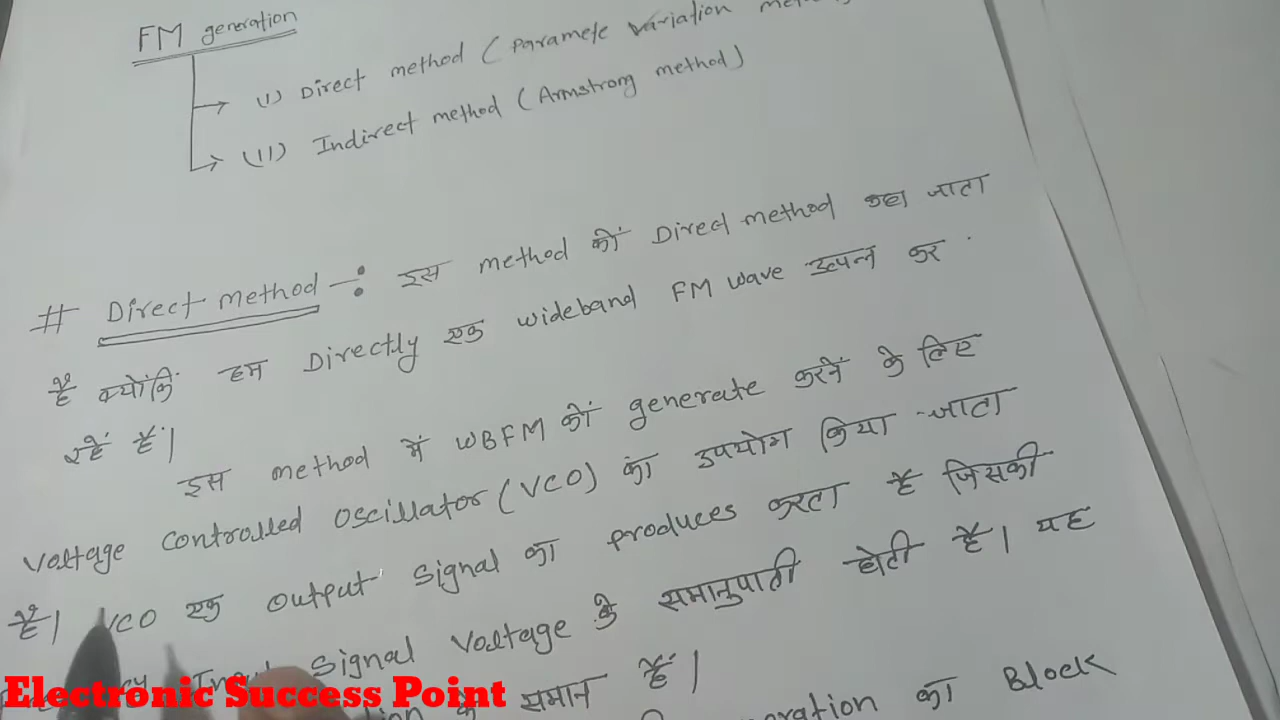 FM generation
(I) Direct method (Paramete variation
(II) Indirect method (Armstrong method)
# Direct method ÷ इस method कों Direct method कहा जाता
है क्योंकिं हम Directly एक wideband FM wave उत्पन्न कर
रहें हैं।
इस method में WBFM कों generate करनें के लिए
Voltage Controlled Oscillator (VCO) का उपयोग किया जाता
है। VCO एक output signal का produces करता है जिसकी
Input signal Voltage के समानुपाती होती है। यह
के समान हैं।
का Block
Electronic Success Point